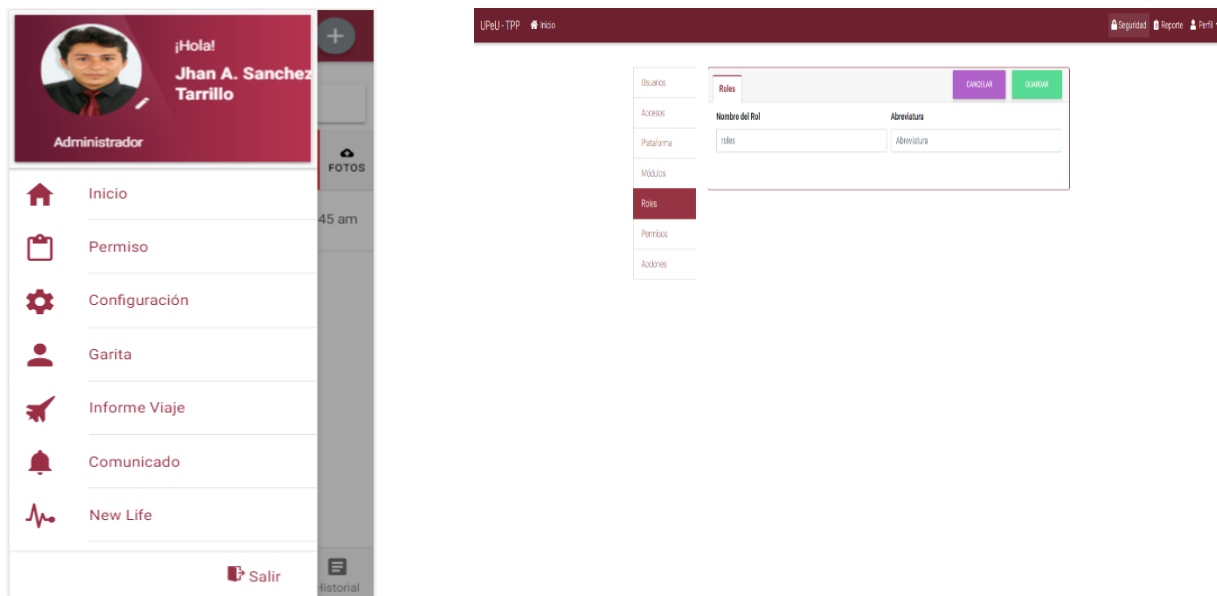 ¡Hola!
Jhan A. Sanchez
Tarrillo
Administrador
FOTOS
Inicio
45 am
Permiso
Configuración
Garita
Informe Viaje
Comunicado
New Life
Salir
Historial
UPeU - TPP Inicio
Seguridad Reporte Perfil
Usuarios
Accesos
Plataforma
Módulos
Roles
Permisos
Acciones
Roles
CANCELAR GUARDAR
Nombre del Rol Abreviatura
roles Abreviatura